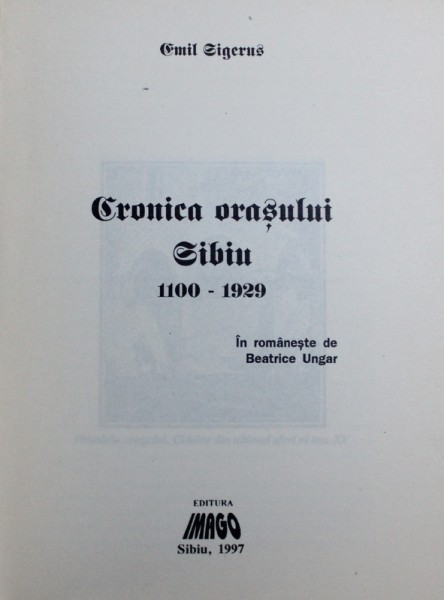 Emil Sigerus
Cronica orașului
Sibiu
1100 - 1929
În românește de
Beatrice Ungar
EDITURA
IMAGO
Sibiu, 1997